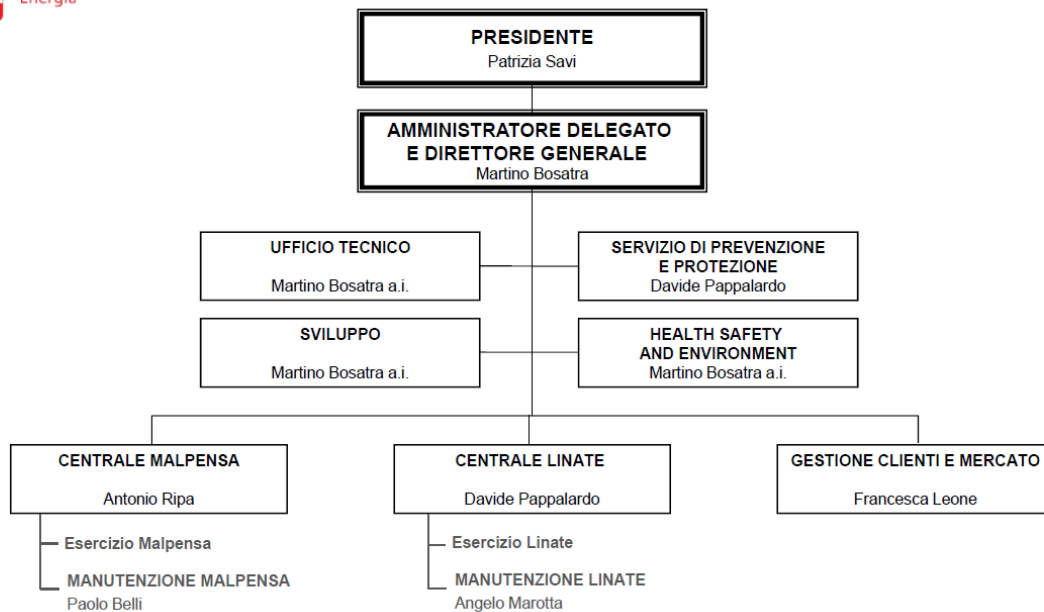 Energia
PRESIDENTE
Patrizia Savi
AMMINISTRATORE DELEGATO
E DIRETTORE GENERALE
Martino Bosatra
UFFICIO TECNICO
Martino Bosatra a.i.
SERVIZIO DI PREVENZIONE
E PROTEZIONE
Davide Pappalardo
SVILUPPO
Martino Bosatra a.i.
HEALTH SAFETY
AND ENVIRONMENT
Martino Bosatra a.i.
CENTRALE MALPENSA
Antonio Ripa
Esercizio Malpensa
MANUTENZIONE MALPENSA
Paolo Belli
CENTRALE LINATE
Davide Pappalardo
Esercizio Linate
MANUTENZIONE LINATE
Angelo Marotta
GESTIONE CLIENTI E MERCATO
Francesca Leone